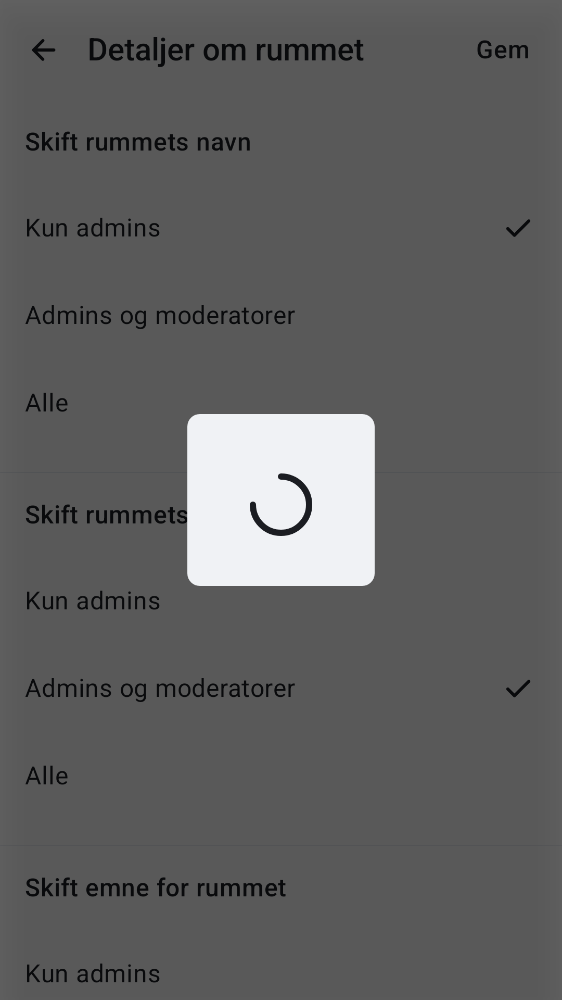 Detaljer om rummet
Gem
Skift rummets navn
Kun admins
Admins og moderatorer
Alle
Skift rummets
Kun admins
Admins og moderatorer
Alle
Skift emne for rummet
Kun admins